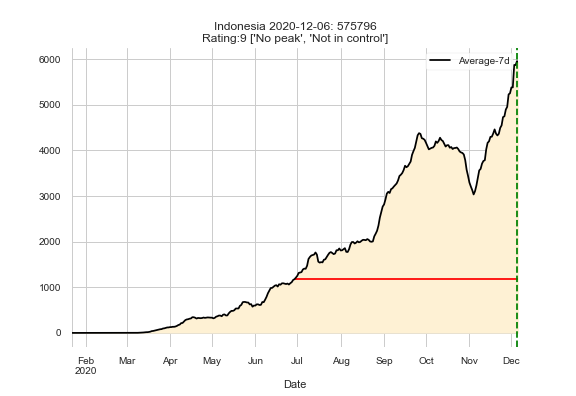 Indonesia 2020-12-06: 575796
Rating:9 ['No peak', 'Not in control']
Average-7d
6000
5000
4000
3000
2000
1000
0
Feb Mar Apr May Jun Jul Aug Sep Oct Nov Dec
2020
Date